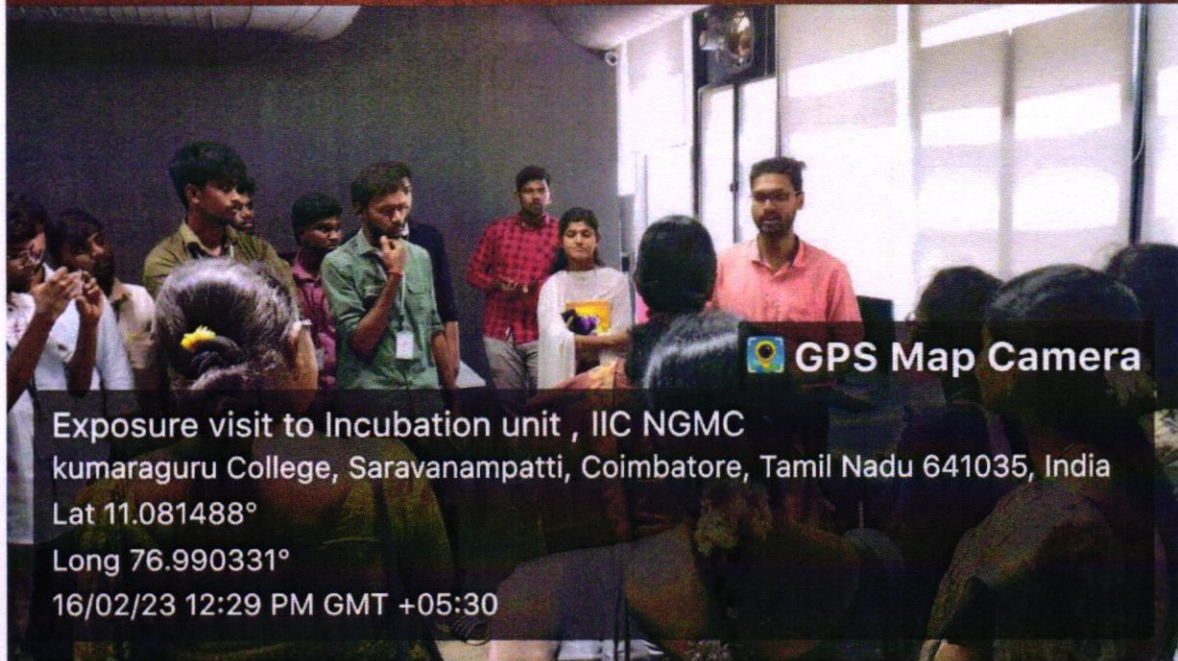 GPS Map Camera
Exposure visit to Incubation unit , IIC NGMC
kumaraguru College, Saravanampatti, Coimbatore, Tamil Nadu 641035, India
Lat 11.081488°
Long 76.990331°
16/02/23 12:29 PM GMT +05:30